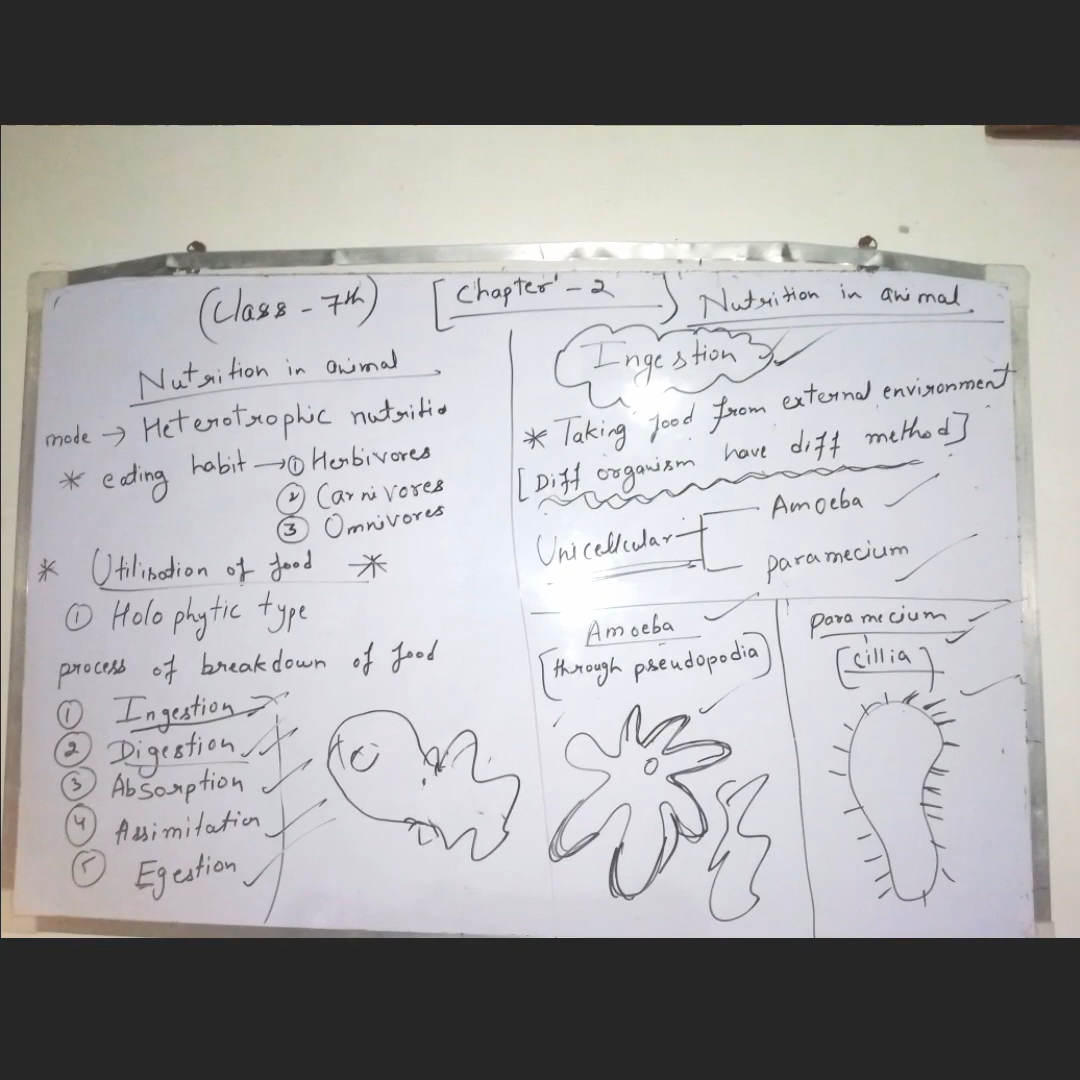 (Class - 7th) [Chapter - 2] Nutrition in animal
Nutrition in animal
mode → Heterotrophic nutritio
* eating habit → ① Herbivores
② Carnivores
③ Omnivores
* Utilisation of food *
① Holo phytic type
process of breakdown of food
① Ingestion
② Digestion
③ Absorption
④ Assimilation
⑤ Egestion
Ingestion
* Taking food from external environment
[Diff organism have diff method]
Unicellular
Amoeba
paramecium
Amoeba
[through pseudopodia]
paramecium
[cillia]